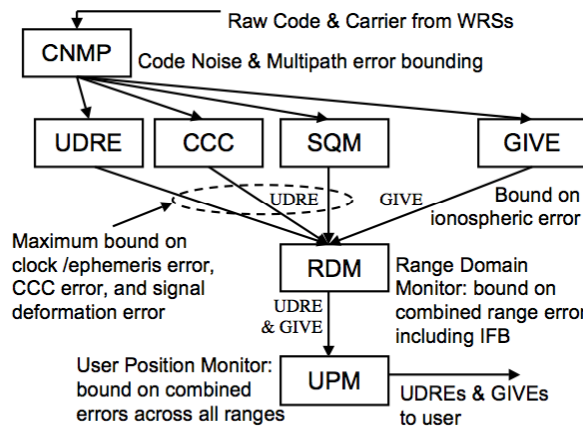 Raw Code & Carrier from WRSs
CNMP
Code Noise & Multipath error bounding
UDRE
CCC
SQM
GIVE
UDRE
GIVE
Bound on
ionospheric error
Maximum bound on
clock /ephemeris error,
CCC error, and signal
deformation error
RDM
Range Domain
Monitor: bound on
combined range error
including IFB
UDRE
& GIVE
User Position Monitor:
bound on combined
errors across all ranges
UPM
UDREs & GIVEs
to user